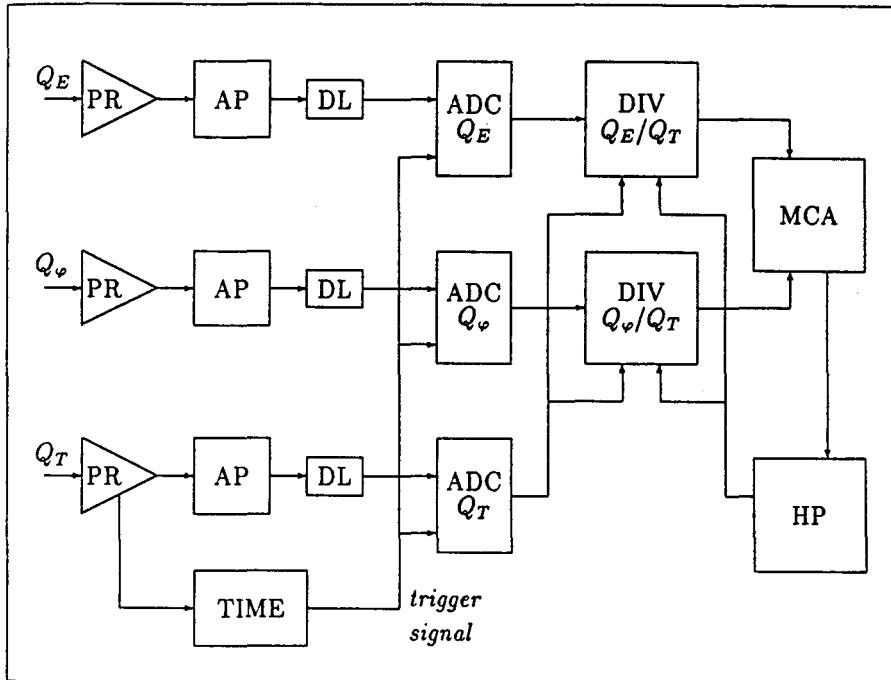 Q_E
PR
AP
DL
ADC
Q_E
DIV
Q_E/Q_T
MCA
Q_φ
PR
AP
DL
ADC
Q_φ
DIV
Q_φ/Q_T
Q_T
PR
AP
DL
ADC
Q_T
HP
TIME
trigger
signal